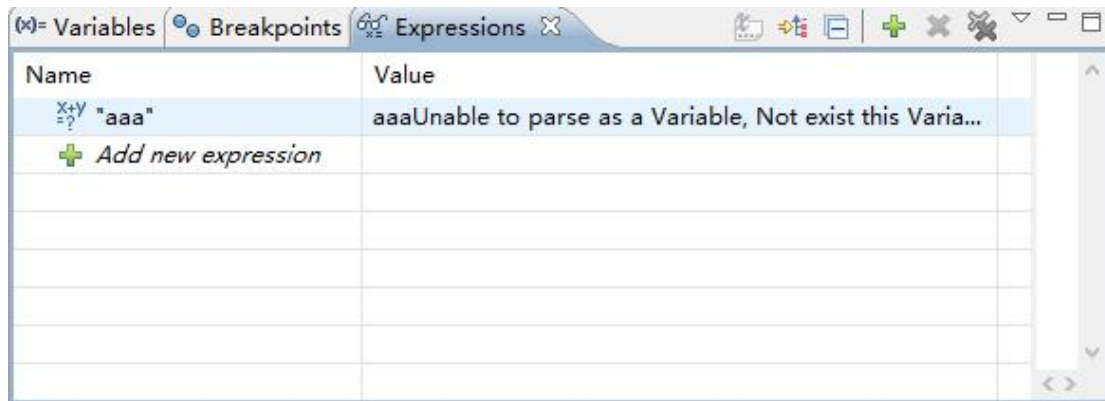 (x)= Variables Breakpoints Expressions
Name Value
x+y =? "aaa" aaaUnable to parse as a Variable, Not exist this Varia...
Add new expression